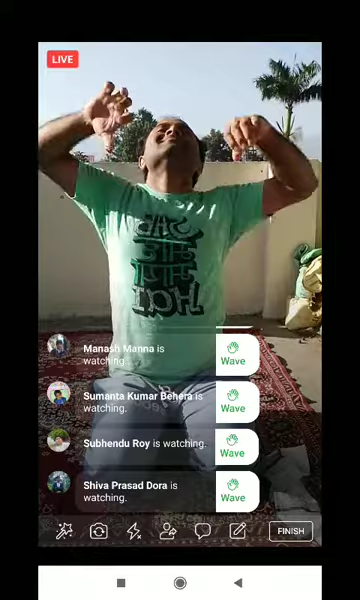 LIVE
Manash Manna is
watching.
Wave
Sumanta Kumar Behera is
watching.
Wave
Subhendu Roy is watching.
Wave
Shiva Prasad Dora is
watching.
Wave
FINISH